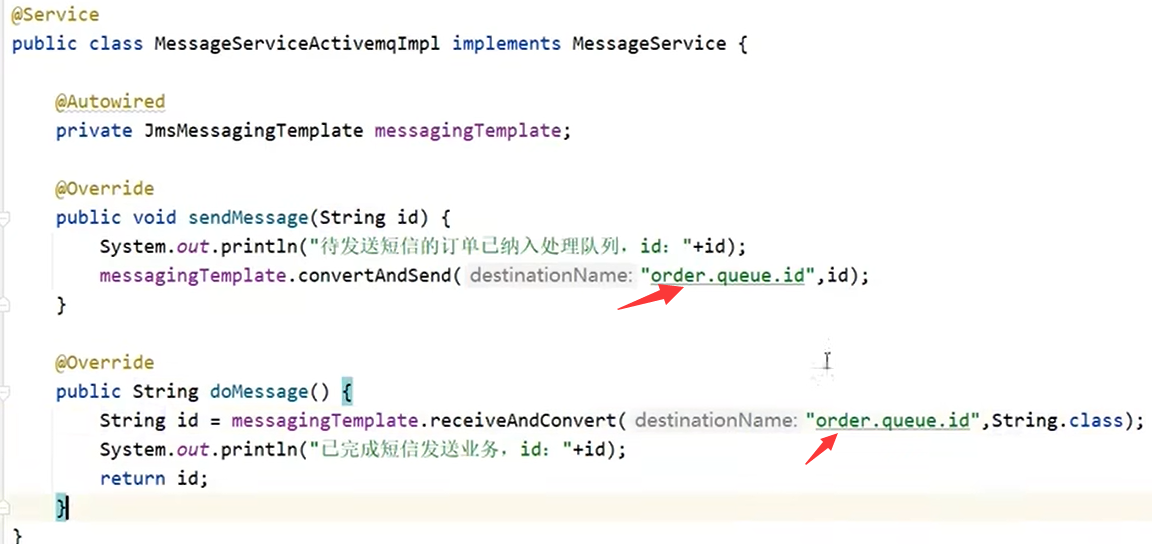 @Service
public class MessageServiceActivemqImpl implements MessageService {
@Autowired
private JmsMessagingTemplate messagingTemplate;
@Override
public void sendMessage(String id) {
System.out.println("待发送短信的订单已纳入处理队列，id："+id);
messagingTemplate.convertAndSend( destinationName: "order.queue.id",id);
}
@Override
public String doMessage() {
String id = messagingTemplate.receiveAndConvert( destinationName: "order.queue.id",String.class);
System.out.println("已完成短信发送业务，id："+id);
return id;
}
}